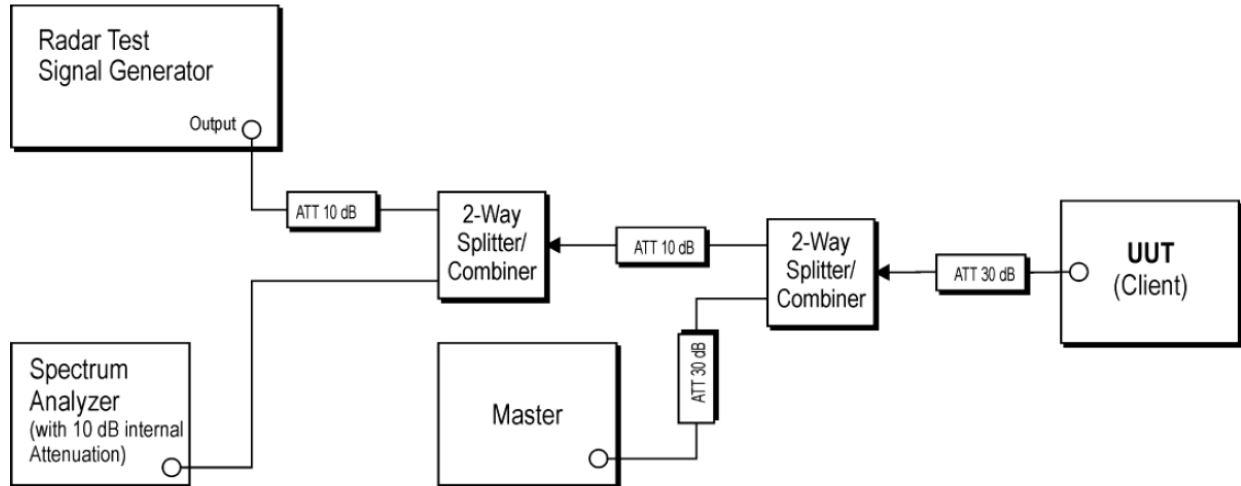 Radar Test
Signal Generator
Output
ATT 10 dB
2-Way
Splitter/
Combiner
ATT 10 dB
2-Way
Splitter/
Combiner
ATT 30 dB
UUT
(Client)
Spectrum
Analyzer
(with 10 dB internal
Attenuation)
Master
ATT 30 dB